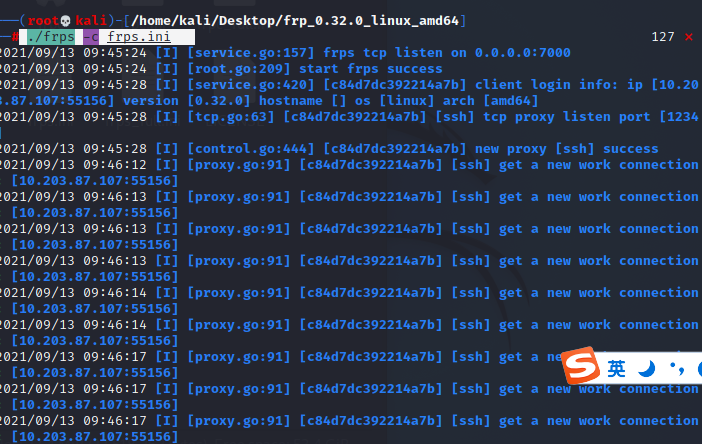 (root💀kali)-[/home/kali/Desktop/frp_0.32.0_linux_amd64]
# ./frps -c frps.ini 127 ⨯
2021/09/13 09:45:24 [I] [service.go:157] frps tcp listen on 0.0.0.0:7000
2021/09/13 09:45:24 [I] [root.go:209] start frps success
2021/09/13 09:45:28 [I] [service.go:420] [c84d7dc392214a7b] client login info: ip [10.20
3.87.107:55156] version [0.32.0] hostname [] os [linux] arch [amd64]
2021/09/13 09:45:28 [I] [tcp.go:63] [c84d7dc392214a7b] [ssh] tcp proxy listen port [1234
]
2021/09/13 09:45:28 [I] [control.go:444] [c84d7dc392214a7b] new proxy [ssh] success
2021/09/13 09:46:12 [I] [proxy.go:91] [c84d7dc392214a7b] [ssh] get a new work connection
: [10.203.87.107:55156]
2021/09/13 09:46:13 [I] [proxy.go:91] [c84d7dc392214a7b] [ssh] get a new work connection
: [10.203.87.107:55156]
2021/09/13 09:46:13 [I] [proxy.go:91] [c84d7dc392214a7b] [ssh] get a new work connection
: [10.203.87.107:55156]
2021/09/13 09:46:13 [I] [proxy.go:91] [c84d7dc392214a7b] [ssh] get a new work connection
: [10.203.87.107:55156]
2021/09/13 09:46:14 [I] [proxy.go:91] [c84d7dc392214a7b] [ssh] get a new work connection
: [10.203.87.107:55156]
2021/09/13 09:46:14 [I] [proxy.go:91] [c84d7dc392214a7b] [ssh] get a new work connection
: [10.203.87.107:55156]
2021/09/13 09:46:17 [I] [proxy.go:91] [c84d7dc392214a7b] [ssh] get a new
: [10.203.87.107:55156]
英
2021/09/13 09:46:17 [I] [proxy.go:91] [c84d7dc392214a7b] [ssh] get a new work connection
: [10.203.87.107:55156]
2021/09/13 09:46:17 [I] [proxy.go:91] [c84d7dc392214a7b] [ssh] get a new work connection
: [10.203.87.107:55156]